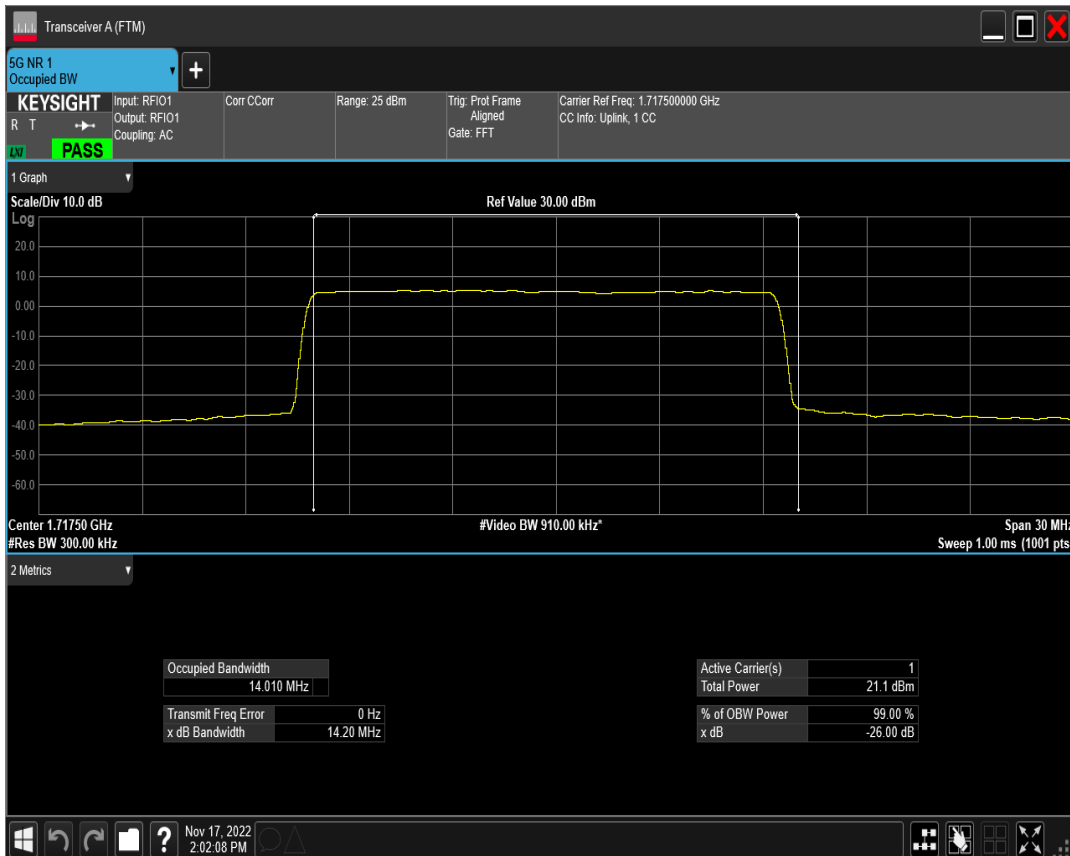 Transceiver A (FTM)
5G NR 1
Occupied BW
+
KEYSIGHT
R T
LXI
PASS
Input: RFIO1
Output: RFIO1
Coupling: AC
Corr CCorr
Range: 25 dBm
Trig: Prot Frame
Aligned
Gate: FFT
Carrier Ref Freq: 1.717500000 GHz
CC Info: Uplink, 1 CC
1 Graph
Scale/Div 10.0 dB
Ref Value 30.00 dBm
Log
20.0
10.0
0.00
-10.0
-20.0
-30.0
-40.0
-50.0
-60.0
Center 1.71750 GHz
#Video BW 910.00 kHz*
Span 30 MHz
#Res BW 300.00 kHz
Sweep 1.00 ms (1001 pts
2 Metrics
Occupied Bandwidth
14.010 MHz
Transmit Freq Error 0 Hz
x dB Bandwidth 14.20 MHz
Active Carrier(s) 1
Total Power 21.1 dBm
% of OBW Power 99.00 %
x dB -26.00 dB
?
Nov 17, 2022
2:02:08 PM